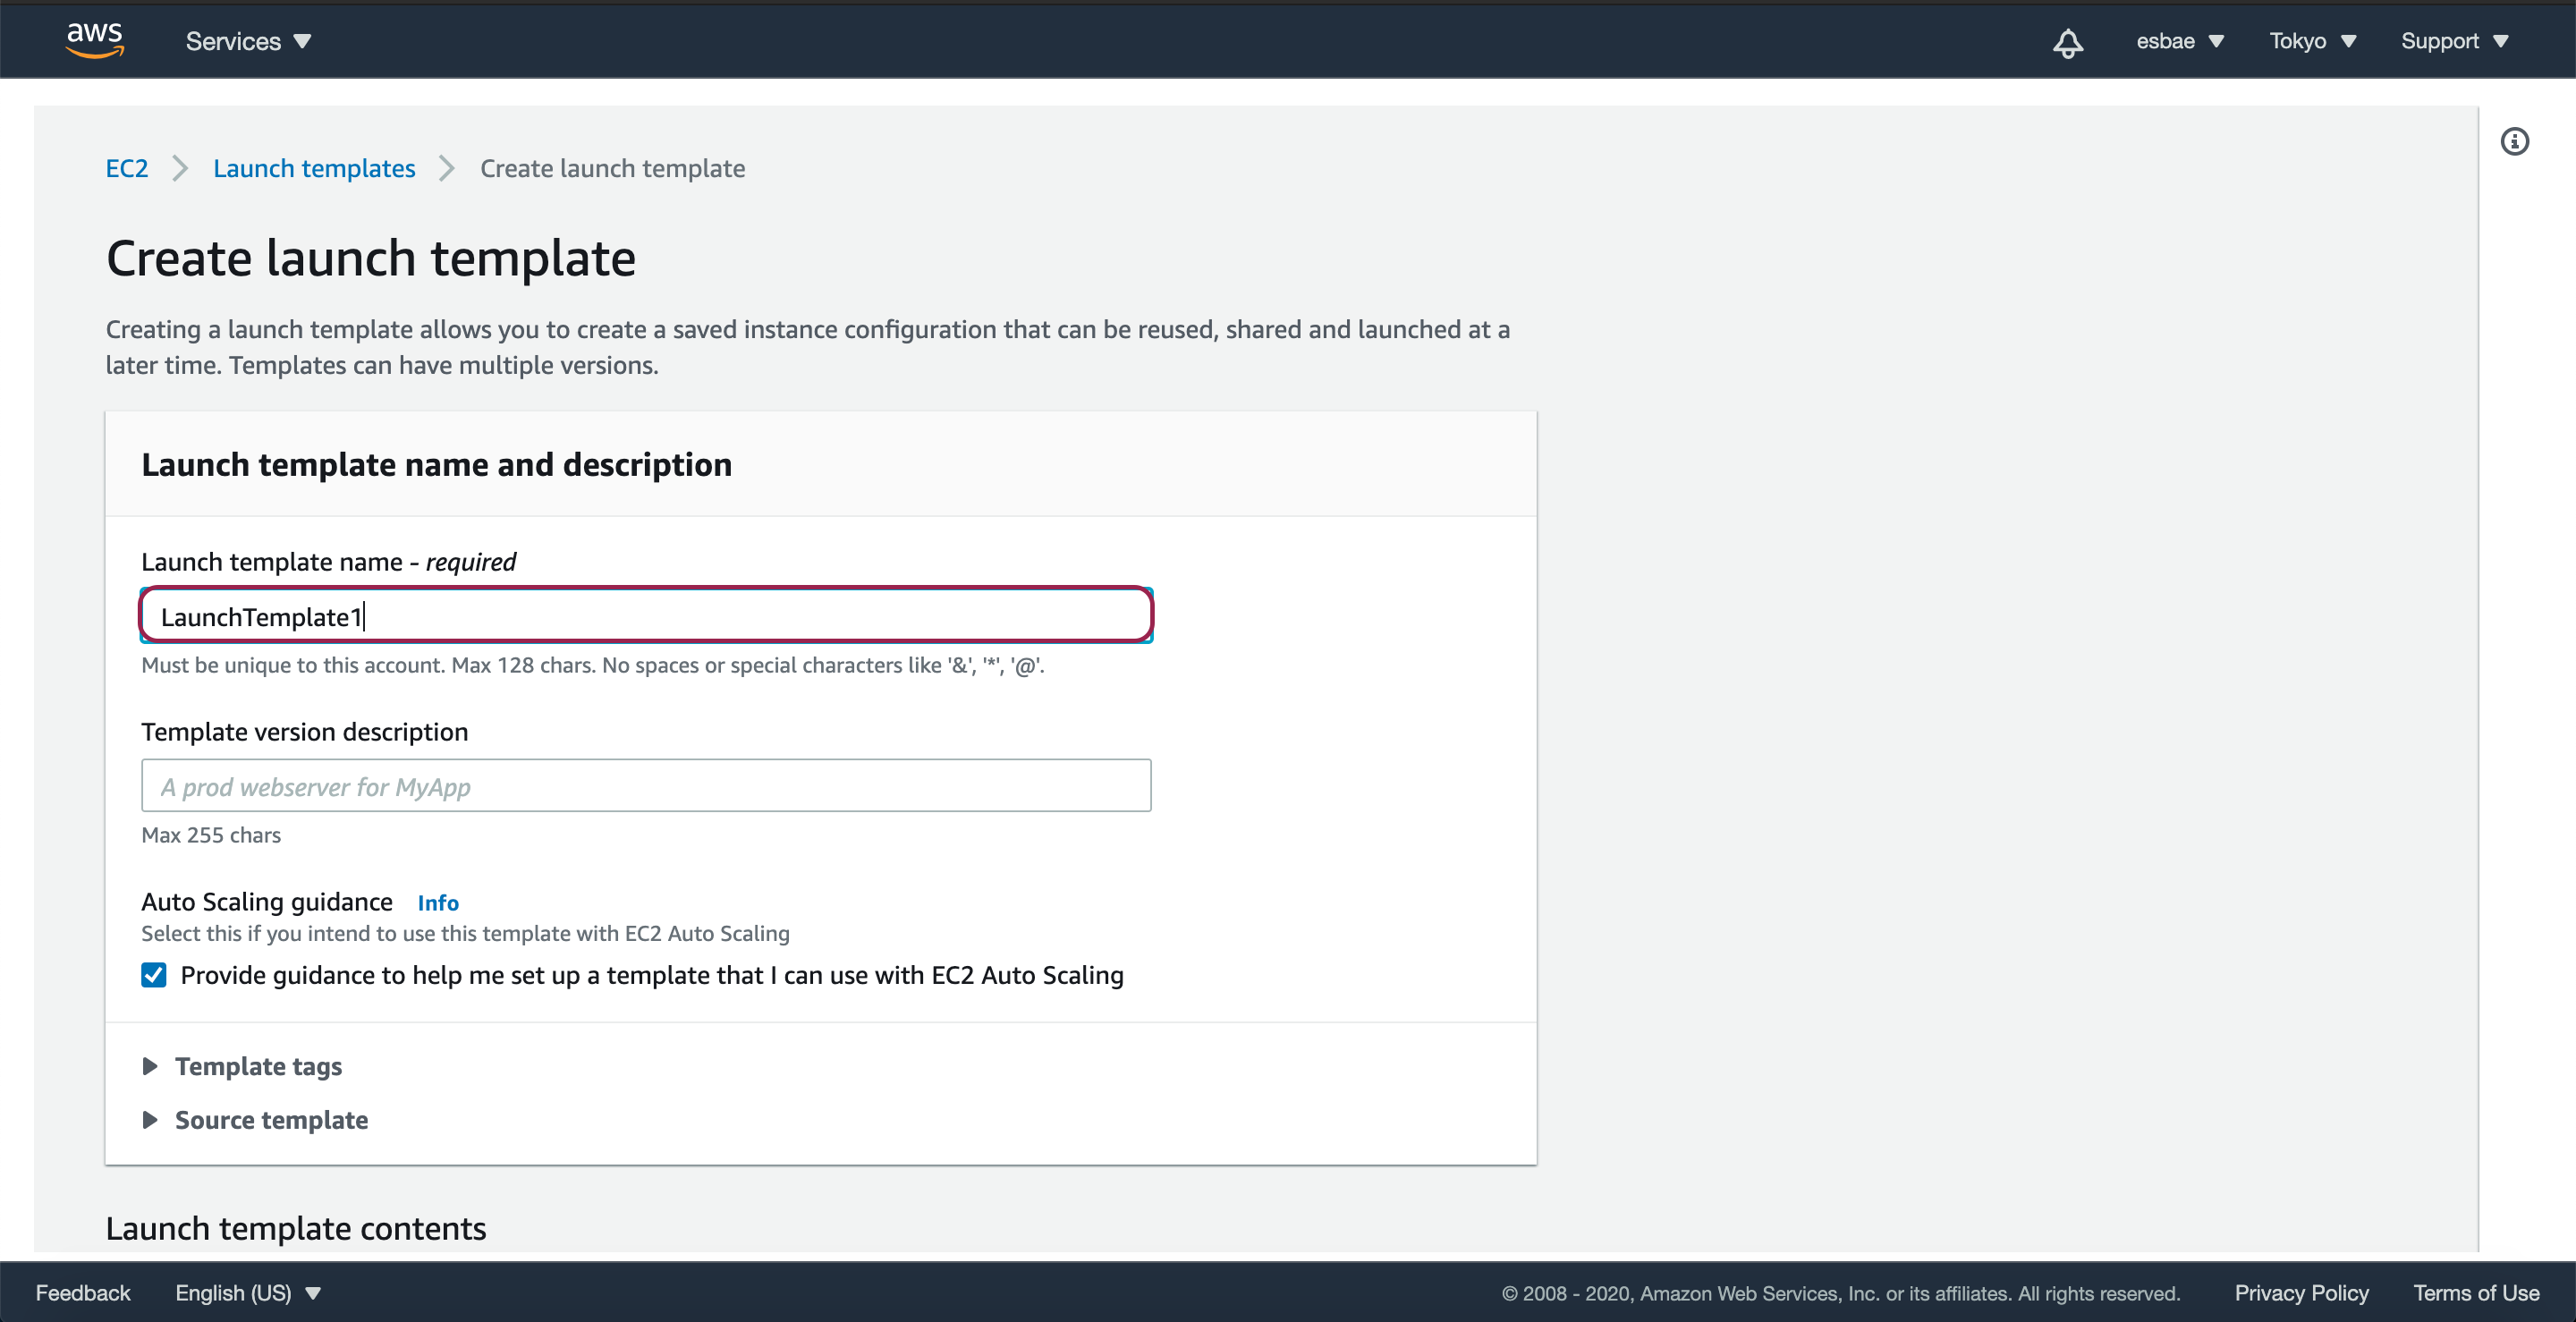 aws Services esbae Tokyo Support
EC2 Launch templates Create launch template
Create launch template
Creating a launch template allows you to create a saved instance configuration that can be reused, shared and launched at a
later time. Templates can have multiple versions.
Launch template name and description
Launch template name - required
LaunchTemplate1
Must be unique to this account. Max 128 chars. No spaces or special characters like '&', '*', '@'.
Template version description
A prod webserver for MyApp
Max 255 chars
Auto Scaling guidance Info
Select this if you intend to use this template with EC2 Auto Scaling
Provide guidance to help me set up a template that I can use with EC2 Auto Scaling
Template tags
Source template
Launch template contents
Feedback English (US) © 2008 - 2020, Amazon Web Services, Inc. or its affiliates. All rights reserved. Privacy Policy Terms of Use